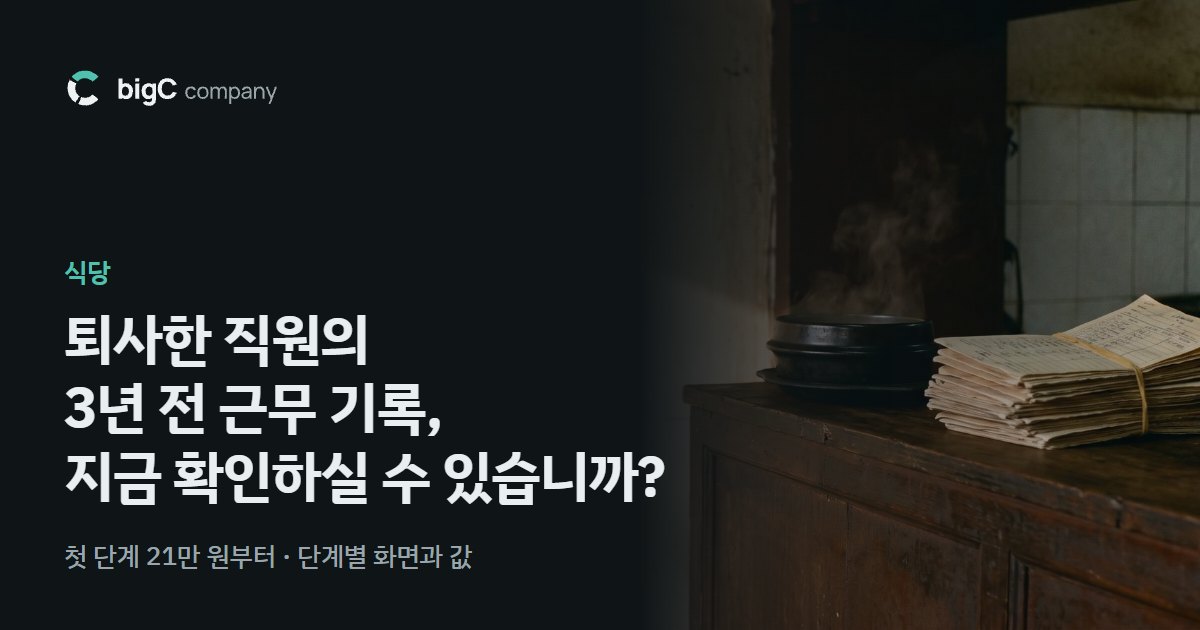 bigC company
식당
퇴사한 직원의
3년 전 근무 기록,
지금 확인하실 수 있습니까?
첫 단계 21만 원부터 · 단계별 화면과 값